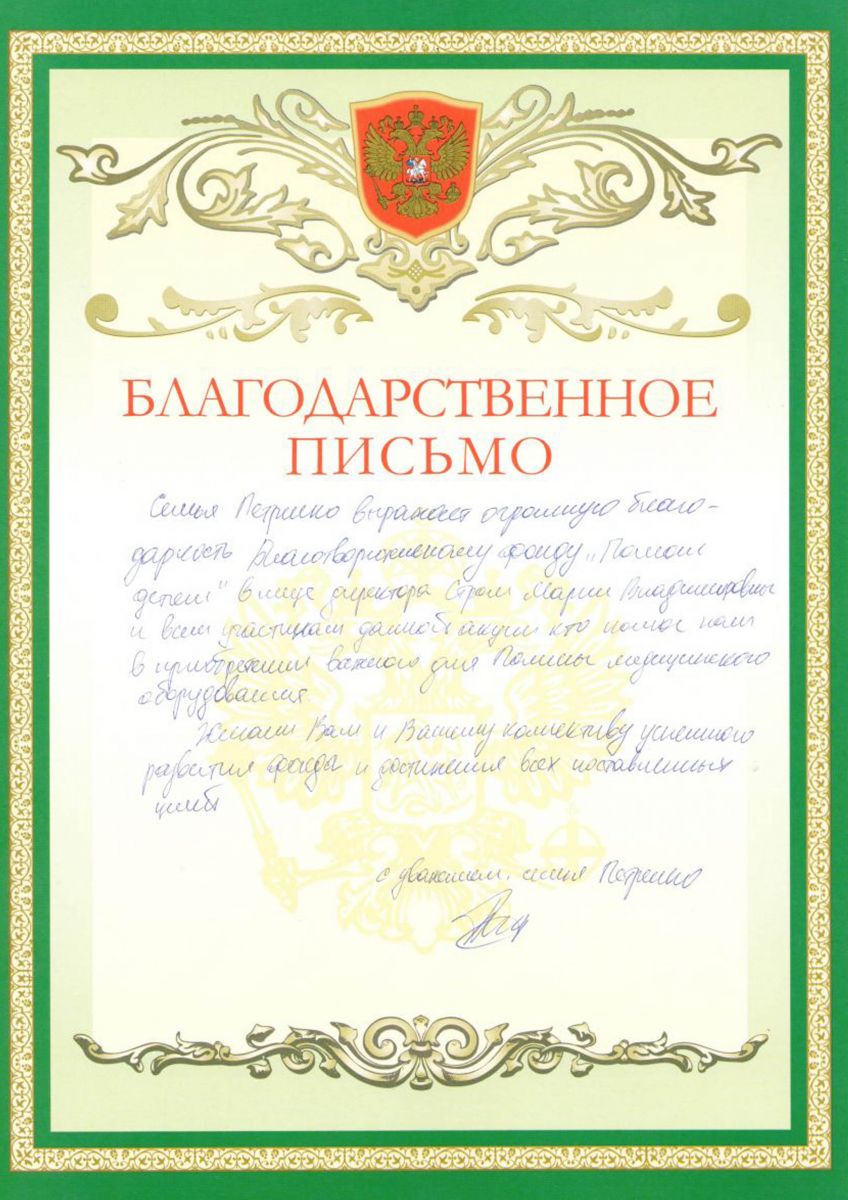 БЛАГОДАРСТВЕННОЕ
ПИСЬМО
Семья Петренко выражает огромную благо-
дарность Благотворительному фонду „Помощь
детям" в лице директора Марии Владимировны
и всем участникам данной акции кто помог нам
в приобретении важного для Полины медицинского
оборудования.
Желаем Вам и Вашему коллективу успешного
развития фонда и достижения всех поставленных
целей
с уважением, семья Петренко